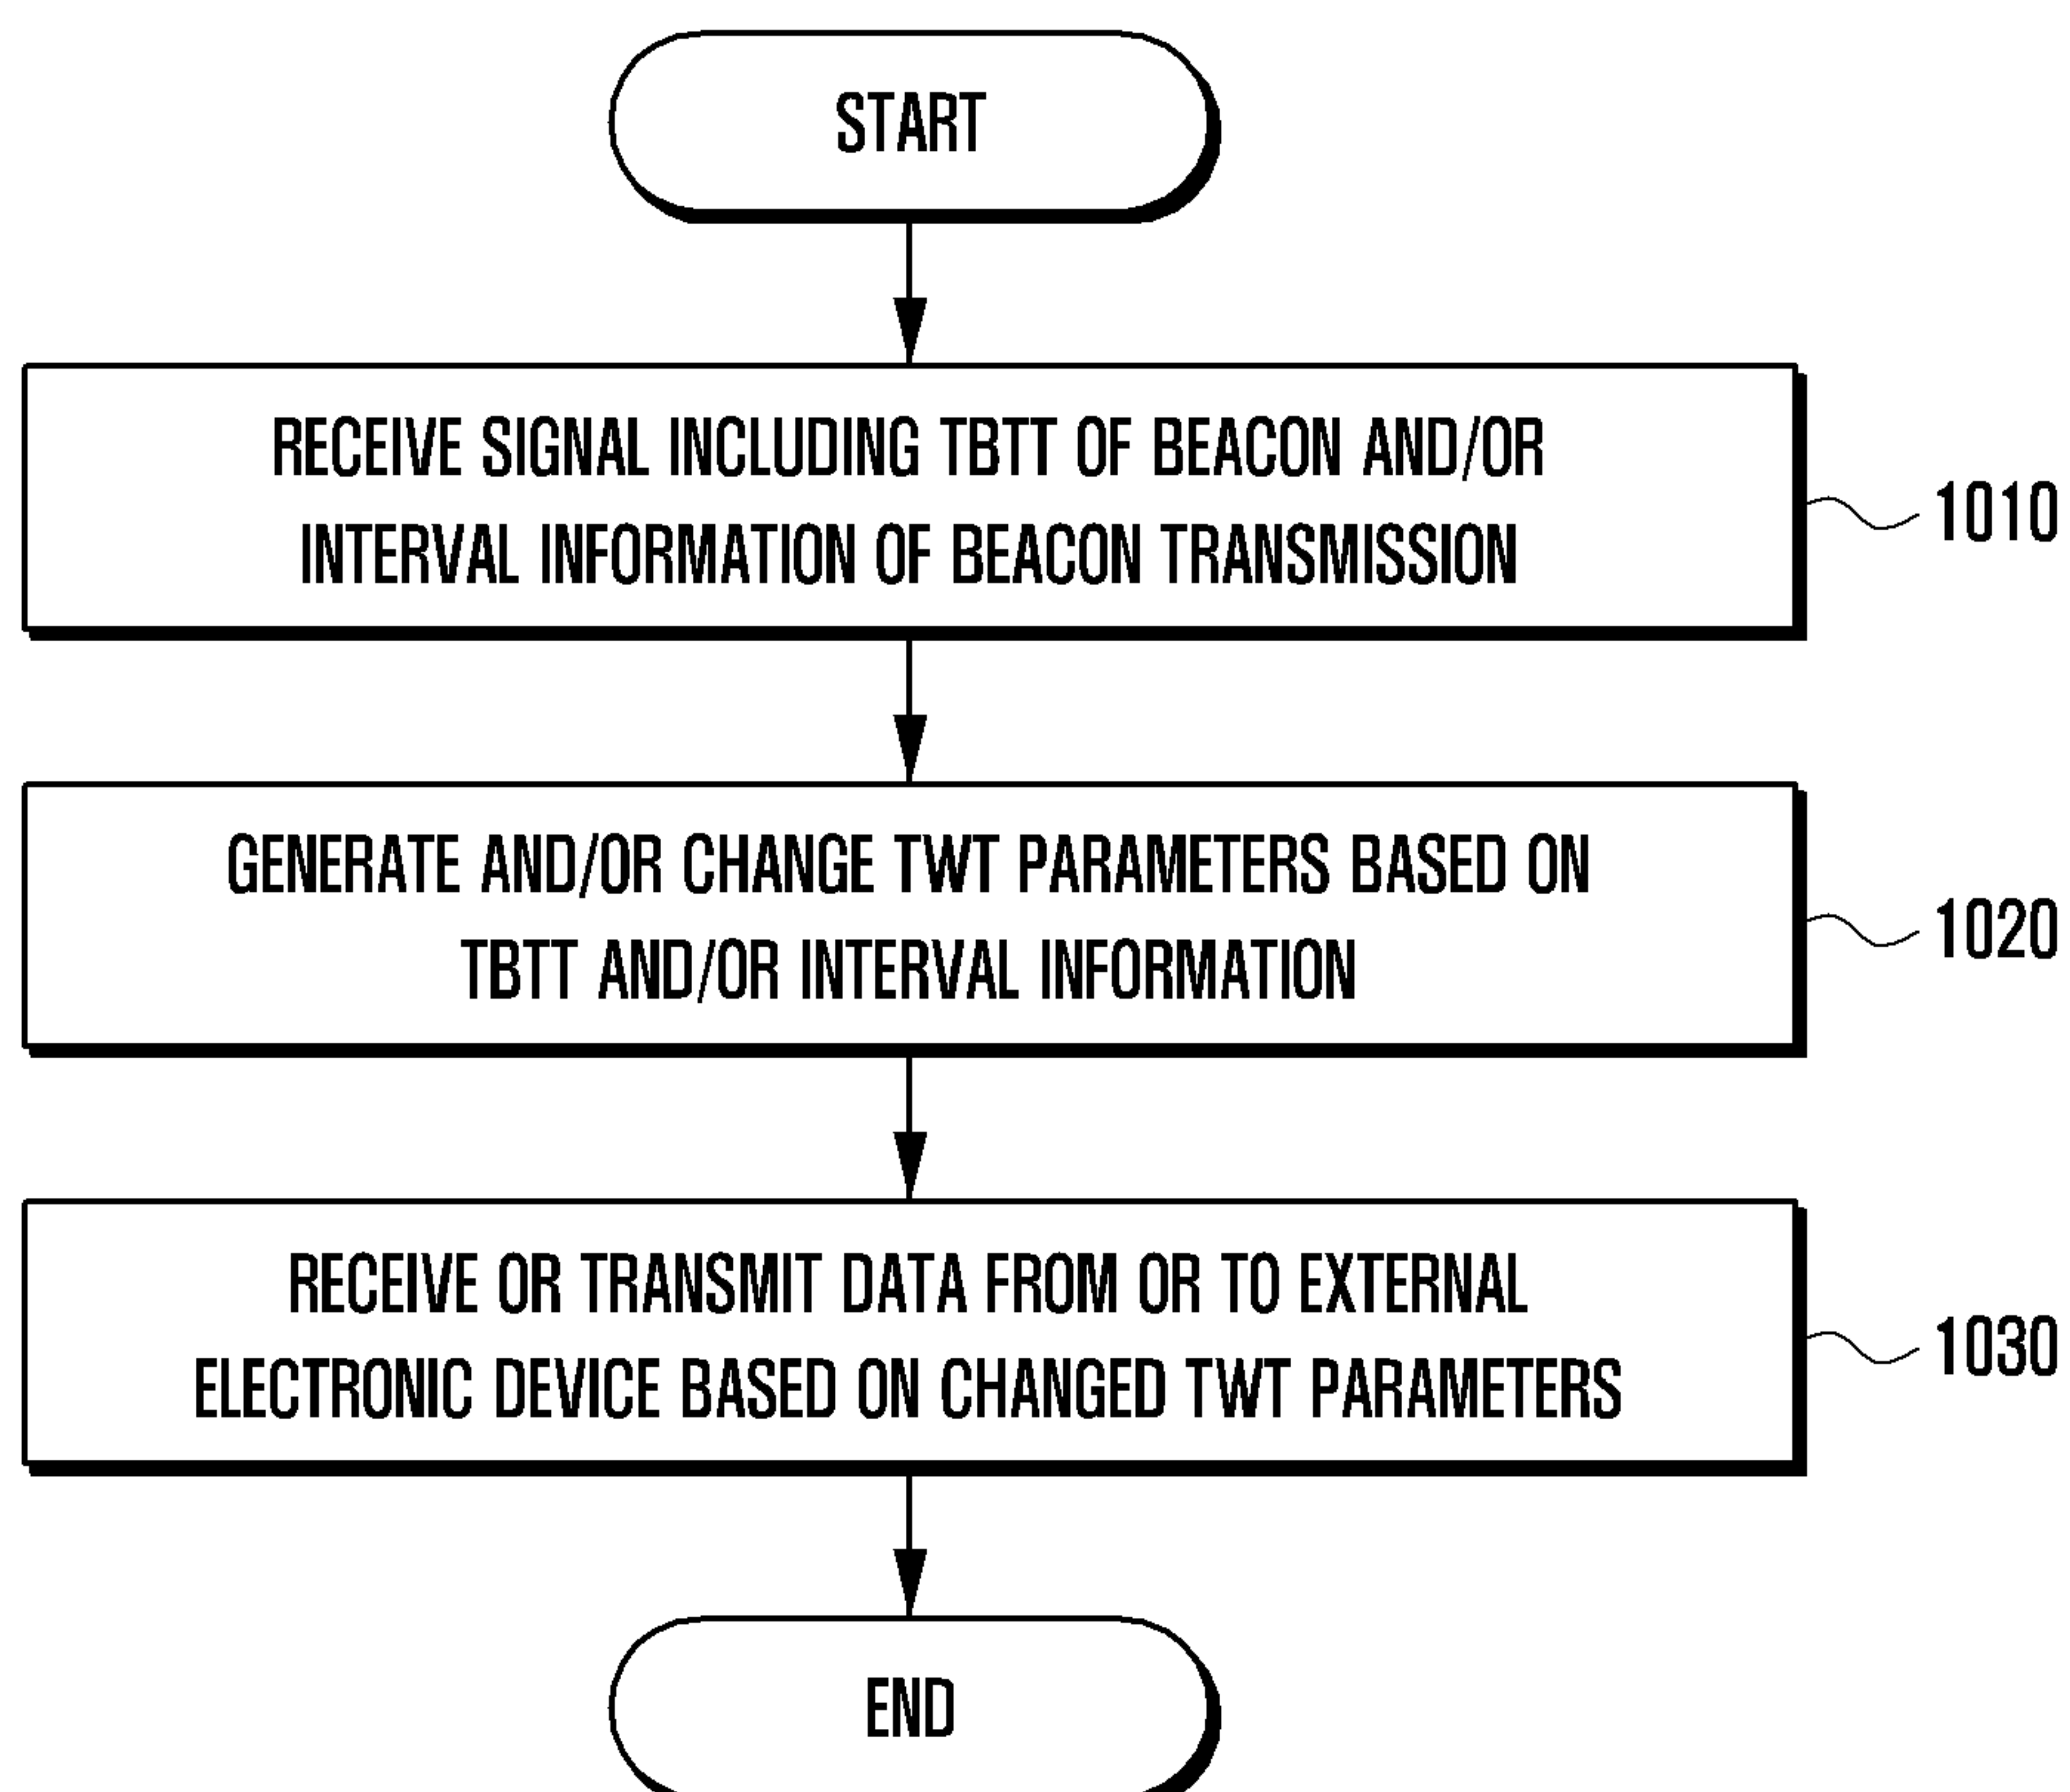 START
RECEIVE SIGNAL INCLUDING TBTT OF BEACON AND/OR
INTERVAL INFORMATION OF BEACON TRANSMISSION
1010
GENERATE AND/OR CHANGE TWT PARAMETERS BASED ON
TBTT AND/OR INTERVAL INFORMATION
1020
RECEIVE OR TRANSMIT DATA FROM OR TO EXTERNAL
ELECTRONIC DEVICE BASED ON CHANGED TWT PARAMETERS
1030
END